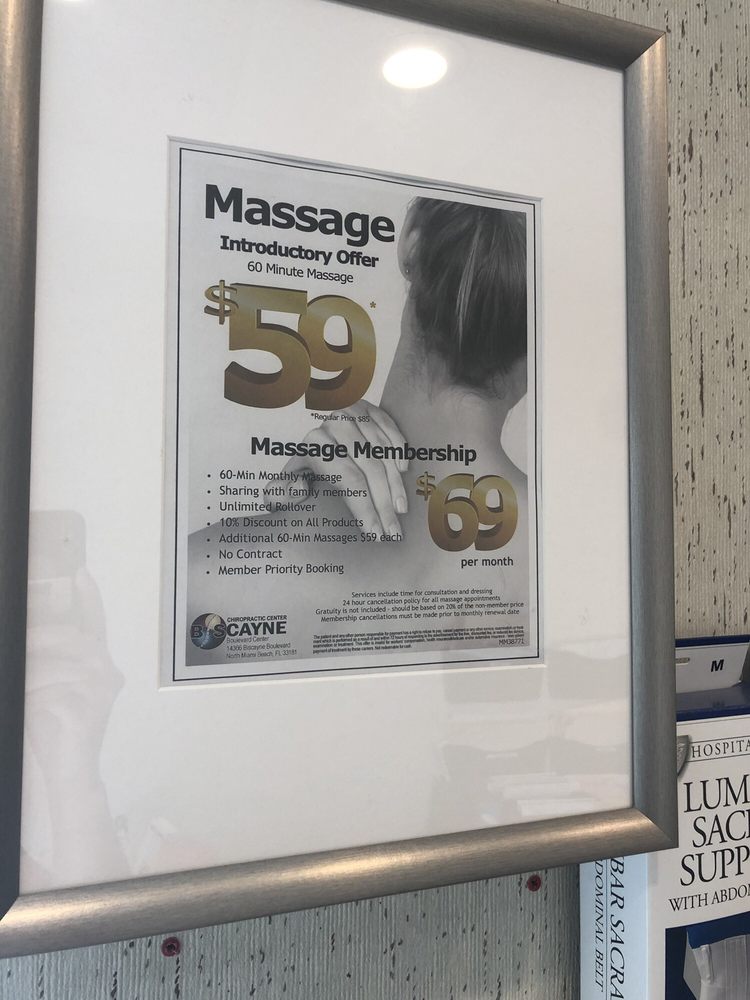 Massage
Introductory Offer
60 Minute Massage
$59*
*Regular Price $85
Massage Membership
• 60-Min Monthly Massage
• Sharing with family members
• Unlimited Rollover
• 10% Discount on All Products
• Additional 60-Min Massages $59 each
• No Contract
• Member Priority Booking
$69
per month
Services include time for consultation and dressing
24 hour cancellation policy for all massage appointments
Gratuity is not included - should be based on 20% of the non-member price
Membership cancellations must be made prior to monthly renewal date
CHIROPRACTIC CENTER
BISCAYNE
Boulevard Center
14366 Biscayne Boulevard
North Miami Beach, FL 33181
MM38771
M
HOSPITA
LUM
SAC
SUPP
WITH ABDO
BAR SACRA
DOMINAL BELT